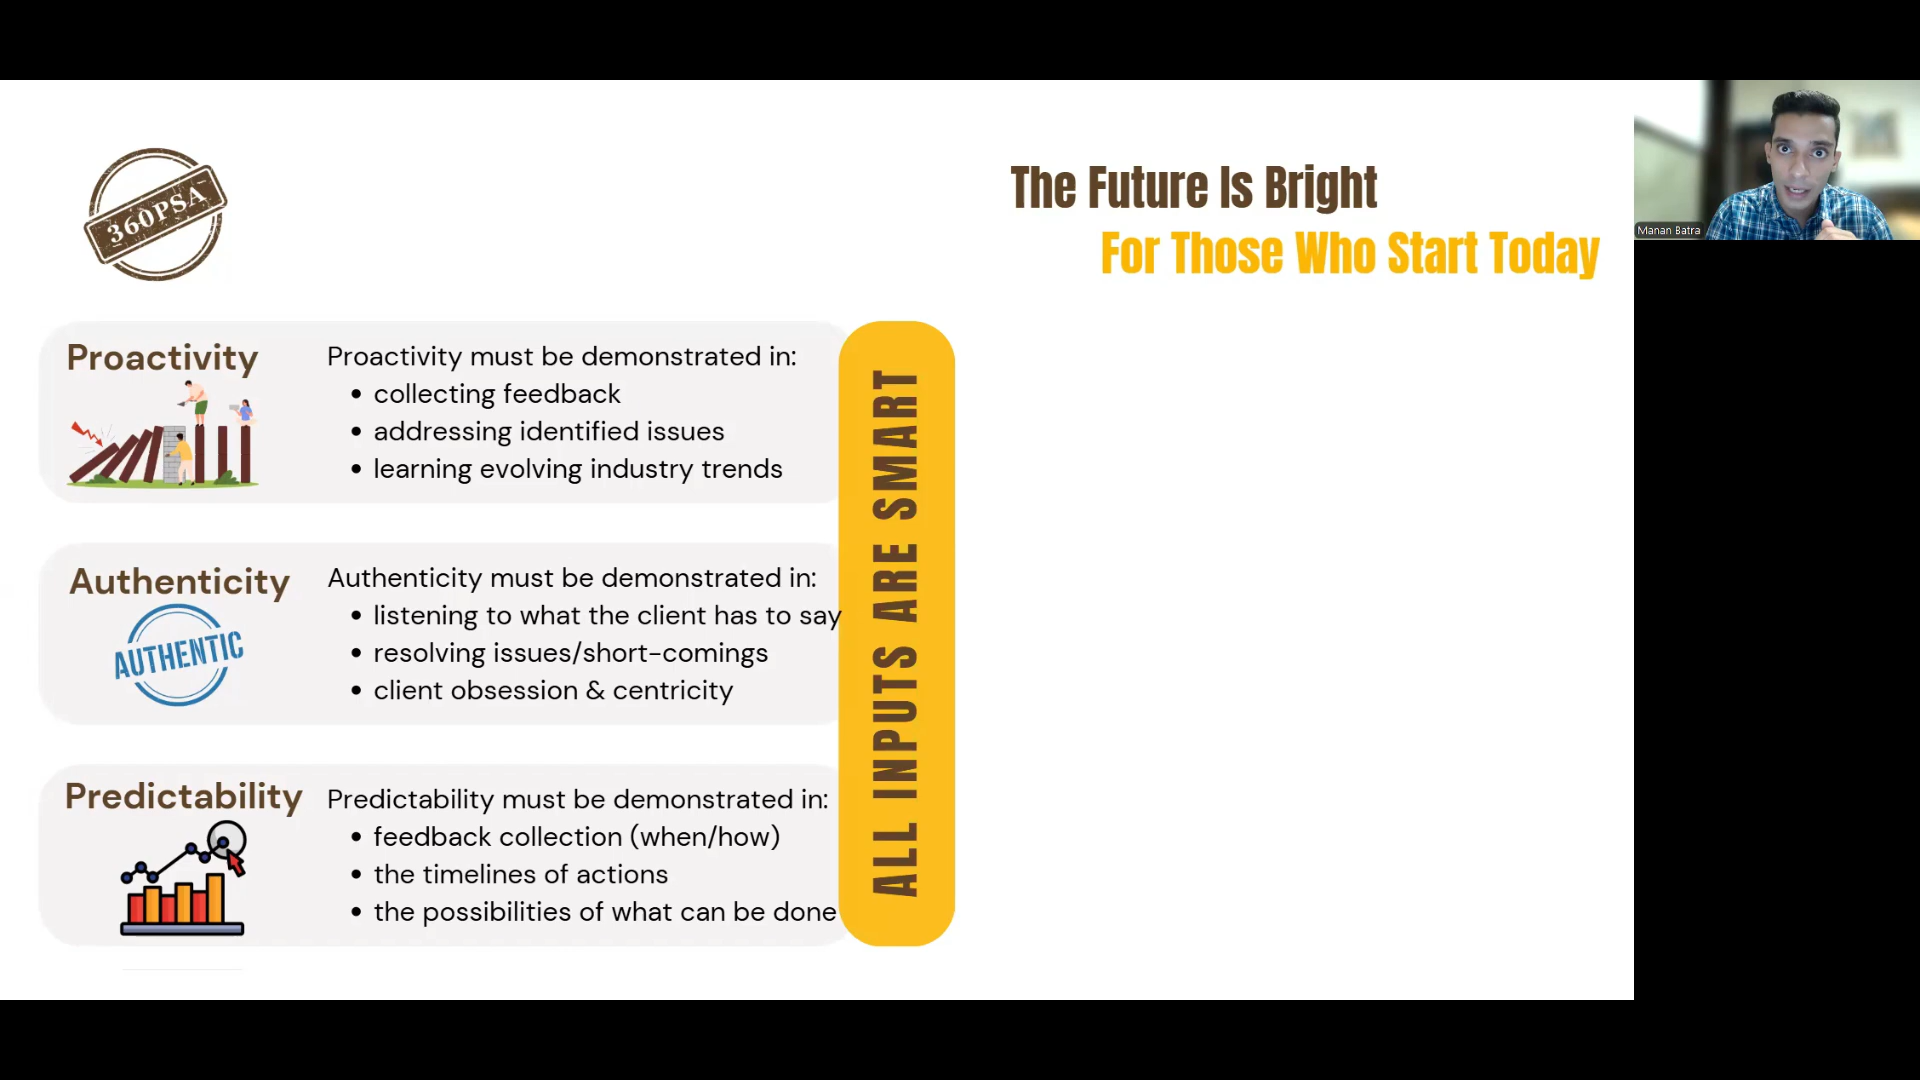 360PSA
The Future Is Bright
For Those Who Start Today
Manan Batra
Proactivity
Proactivity must be demonstrated in:
• collecting feedback
• addressing identified issues
• learning evolving industry trends
Authenticity
AUTHENTIC
Authenticity must be demonstrated in:
• listening to what the client has to say
• resolving issues/short-comings
• client obsession & centricity
Predictability
Predictability must be demonstrated in:
• feedback collection (when/how)
• the timelines of actions
• the possibilities of what can be done
ALL INPUTS ARE SMART